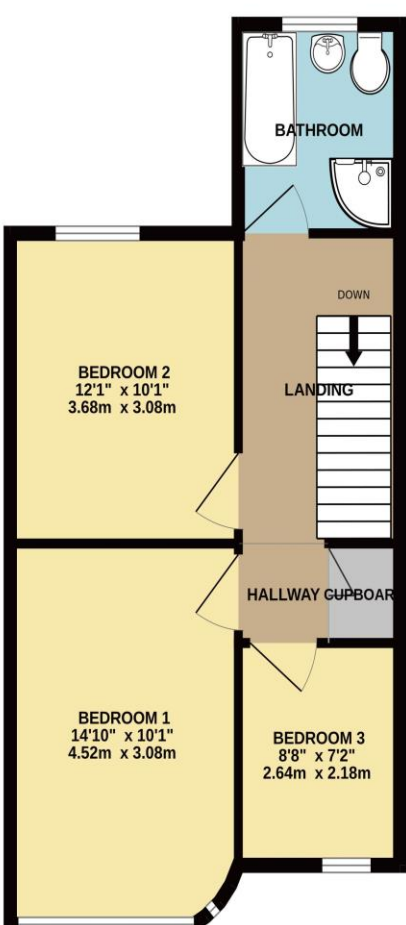 BATHROOM
DOWN
BEDROOM 2
12'1" x 10'1"
3.68m x 3.08m
LANDING
HALLWAY
CUPBOAR
BEDROOM 1
14'10" x 10'1"
4.52m x 3.08m
BEDROOM 3
8'8" x 7'2"
2.64m x 2.18m